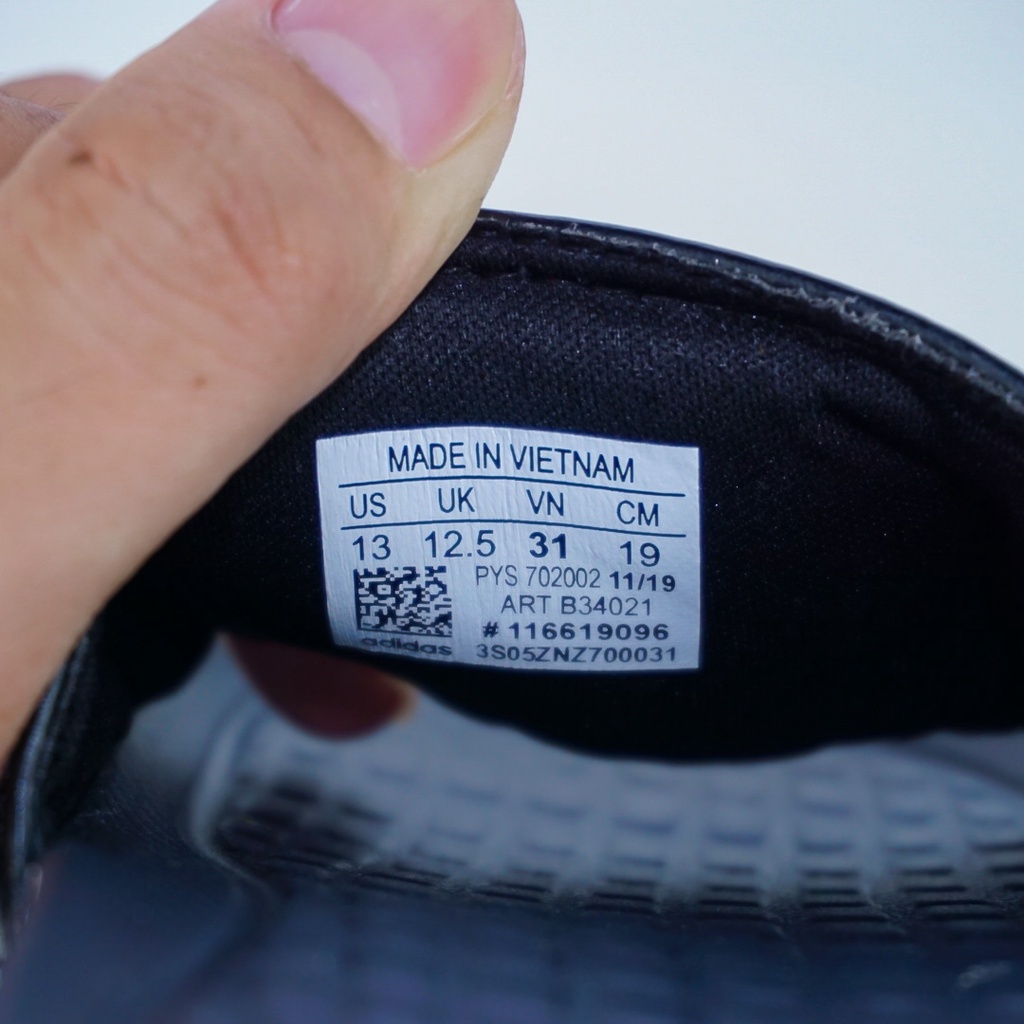 MADE IN VIETNAM
US UK VN CM
13 12.5 31 19
PYS 702002 11/19
ART B34021
# 116619096
adidas 3S05ZNZ700031